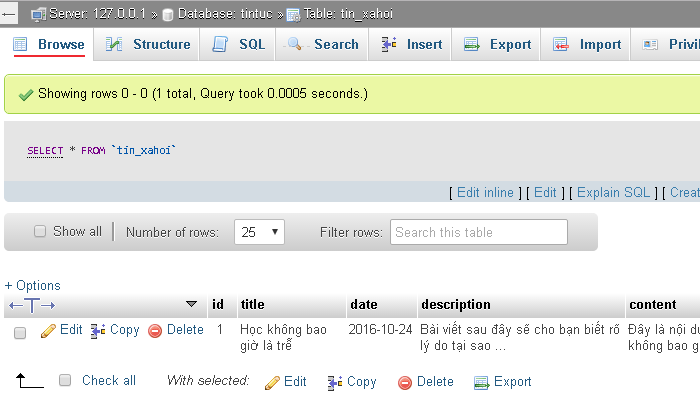 Server: 127.0.0.1 » Database: tintuc » Table: tin_xahoi
Browse Structure SQL Search Insert Export Import
Showing rows 0 - 0 (1 total, Query took 0.0005 seconds.)
SELECT * FROM `tin_xahoi`
[ Edit inline ] [ Edit ] [ Explain SQL ] [
Show all Number of rows: 25 Filter rows: Search this table
+ Options
id title date description content
Edit Copy Delete 1 Học không bao 2016-10-24 Bài viết sau đây sẽ cho bạn biết rõ Đây là nội
giờ là trễ lý do tại sao ... không bao
Check all With selected: Edit Copy Delete Export